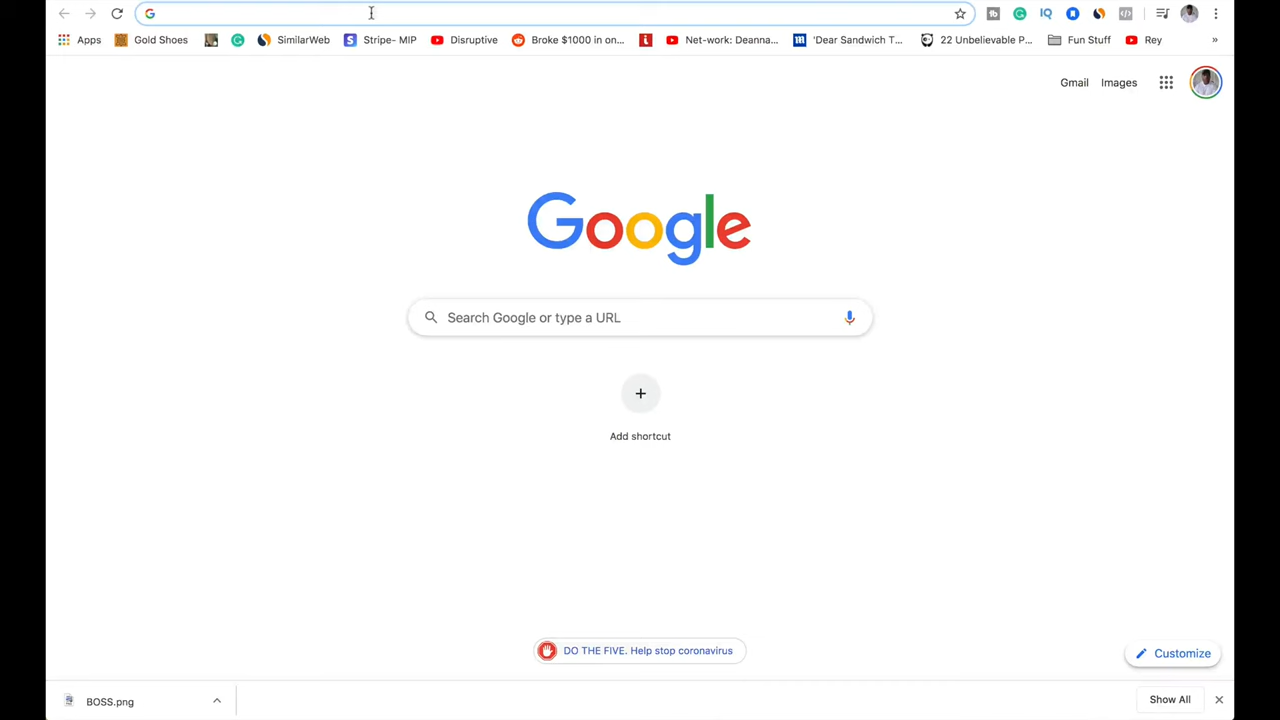 Apps Gold Shoes SimilarWeb Stripe- MIP Disruptive Broke $1000 in on... Net-work: Deanna... 'Dear Sandwich T... 22 Unbelievable P... Fun Stuff Rey »
Gmail Images
Google
Search Google or type a URL
Add shortcut
DO THE FIVE. Help stop coronavirus
Customize
BOSS.png Show All